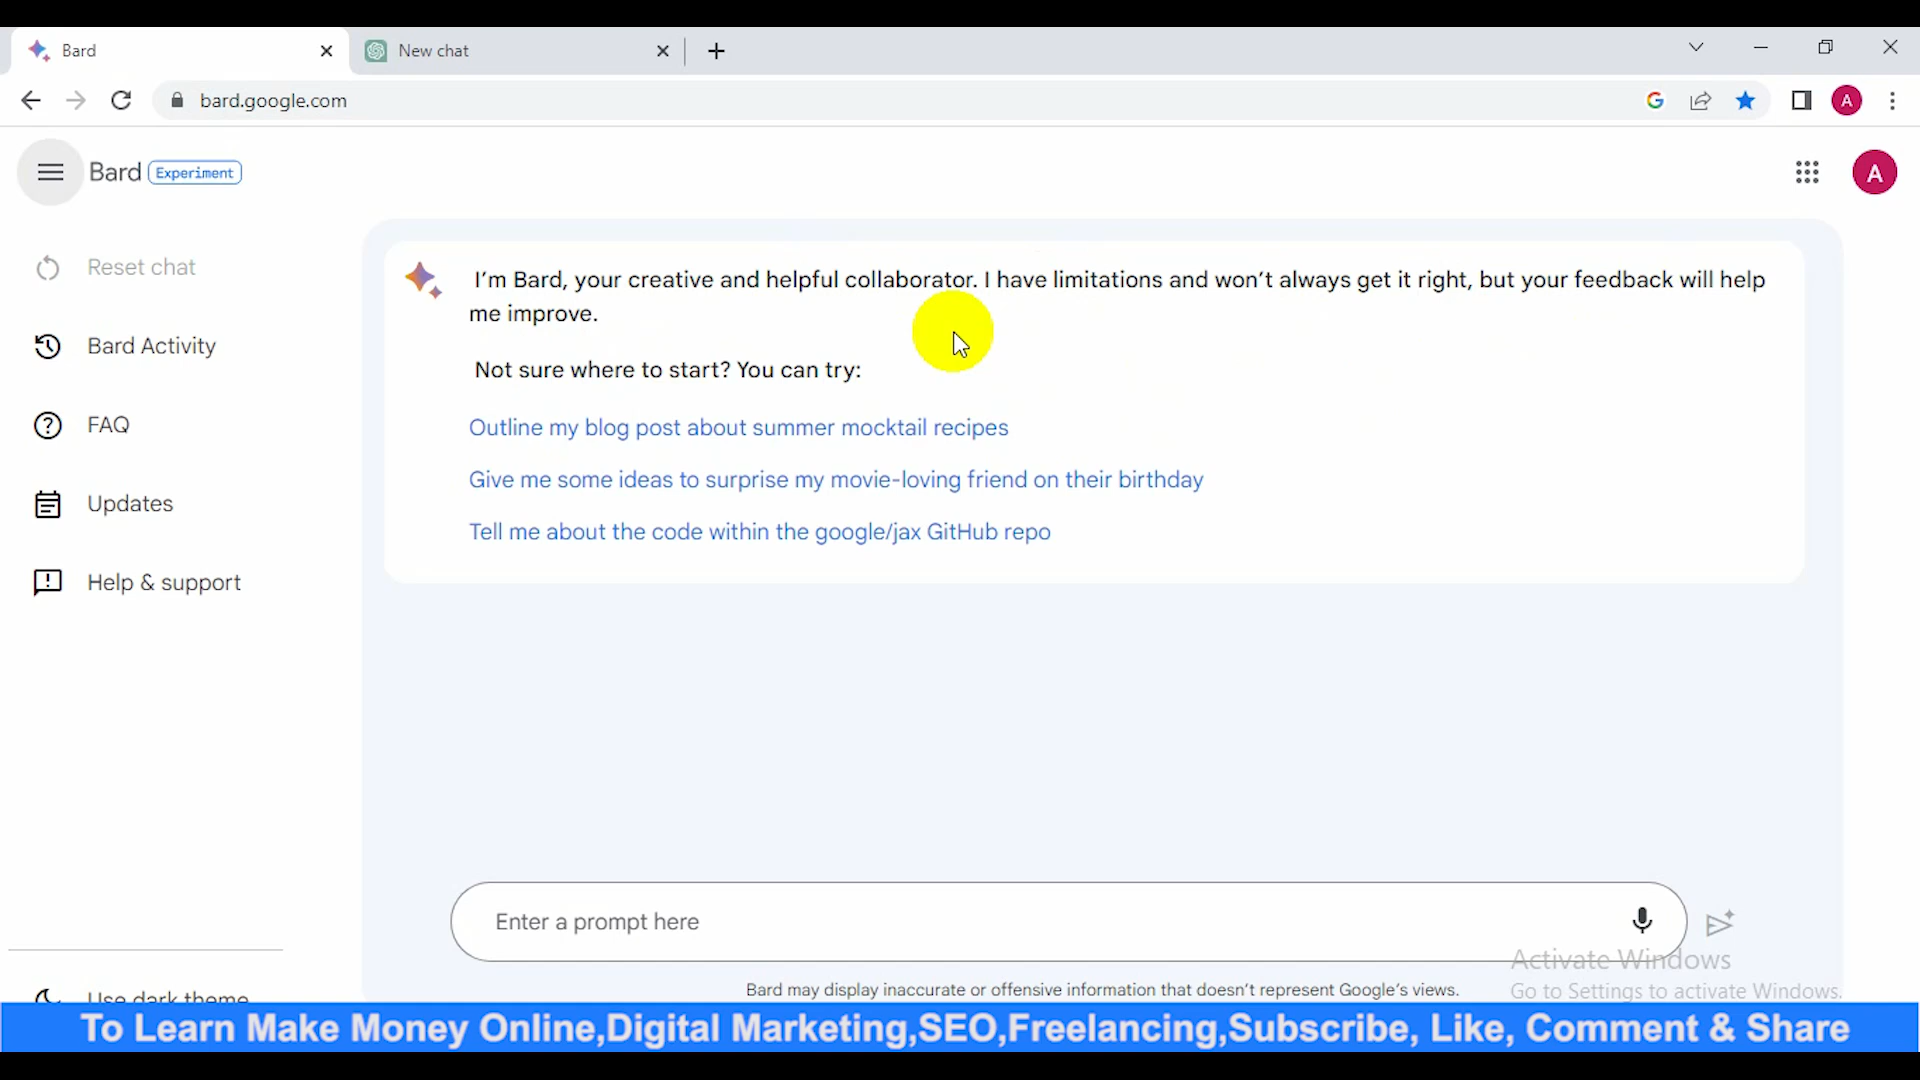 Bard
New chat
bard.google.com
A
Bard Experiment
A
Reset chat
Bard Activity
FAQ
Updates
Help & support
Use dark theme
I'm Bard, your creative and helpful collaborator. I have limitations and won't always get it right, but your feedback will help
me improve.
Not sure where to start? You can try:
Outline my blog post about summer mocktail recipes
Give me some ideas to surprise my movie-loving friend on their birthday
Tell me about the code within the google/jax GitHub repo
Enter a prompt here
Activate Windows
Bard may display inaccurate or offensive information that doesn't represent Google's views.
Go to Settings to activate Windows.
To Learn Make Money Online,Digital Marketing,SEO,Freelancing,Subscribe, Like, Comment & Share